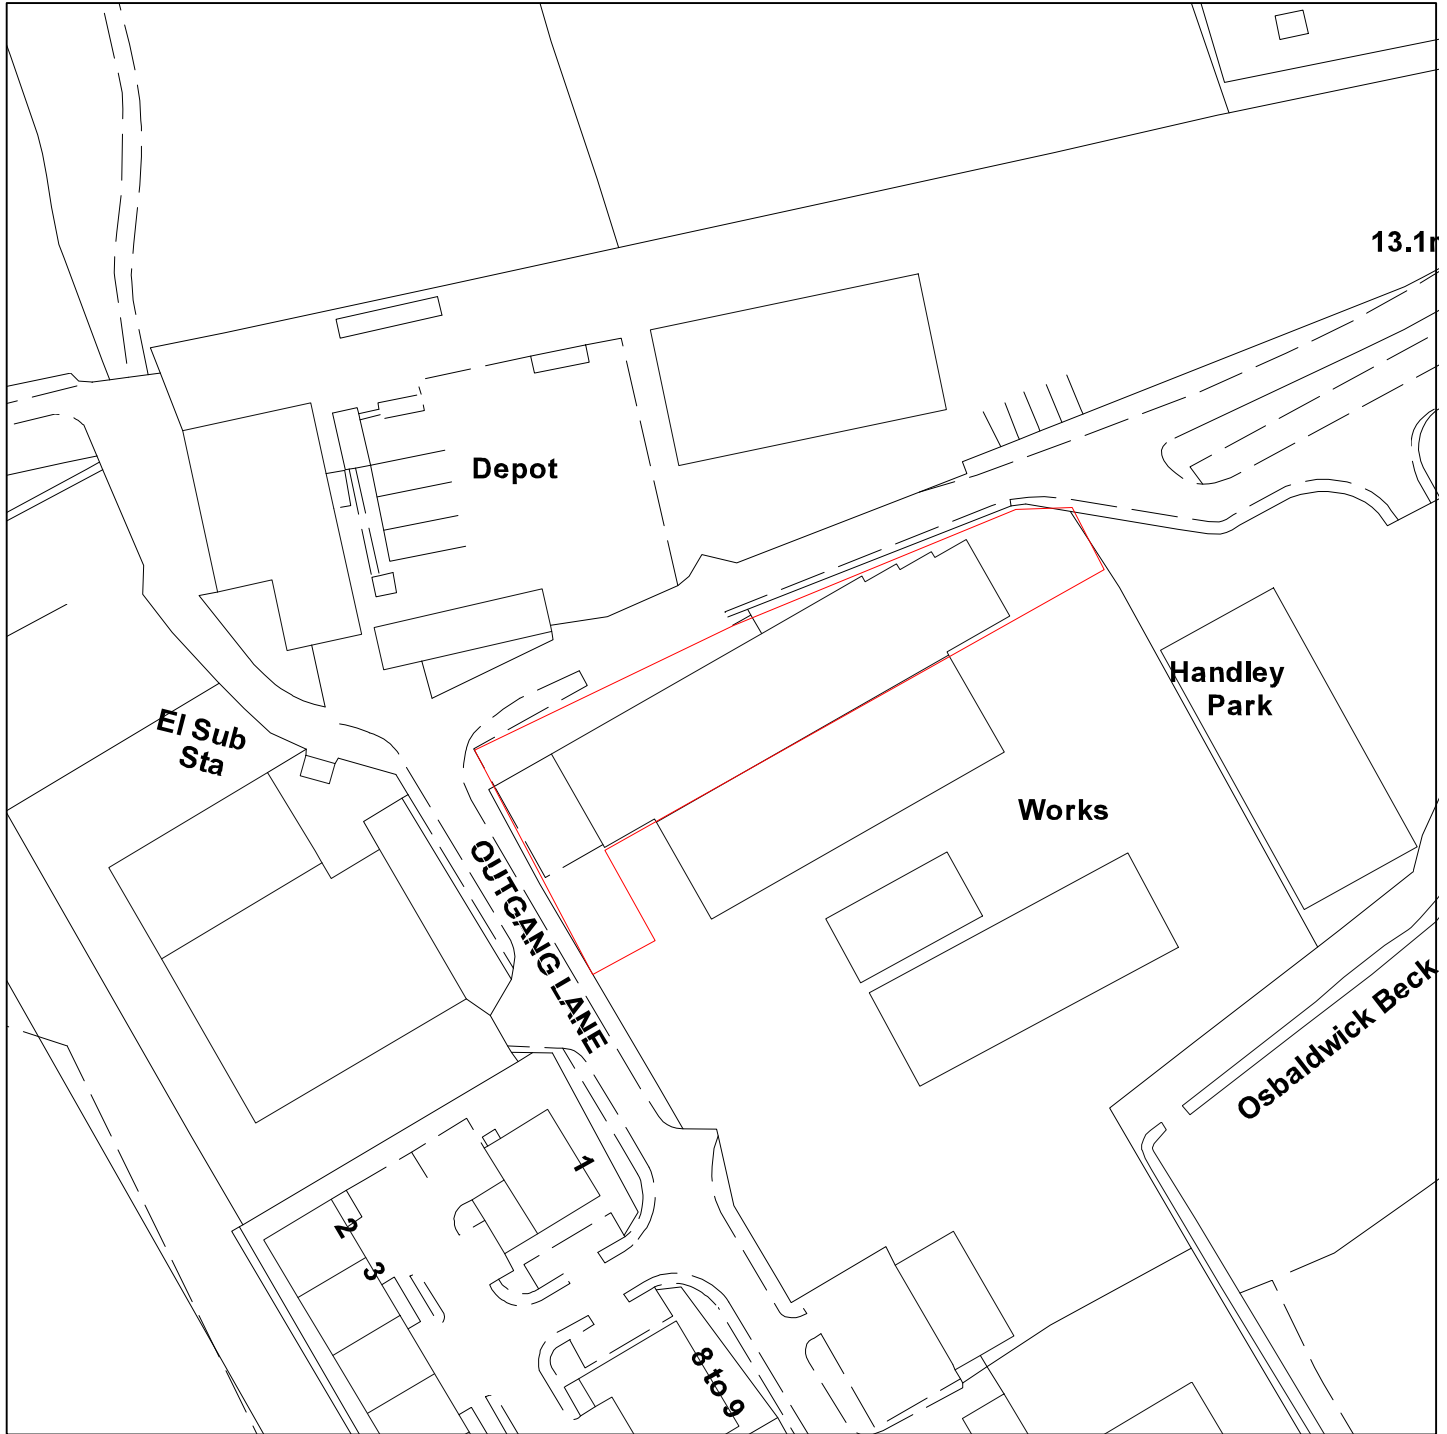 13.1
Depot
Handley
Park
El Sub
Sta
Works
OUTGANG LANE
Osbaldwick Beck
1
2
3
8 to 9